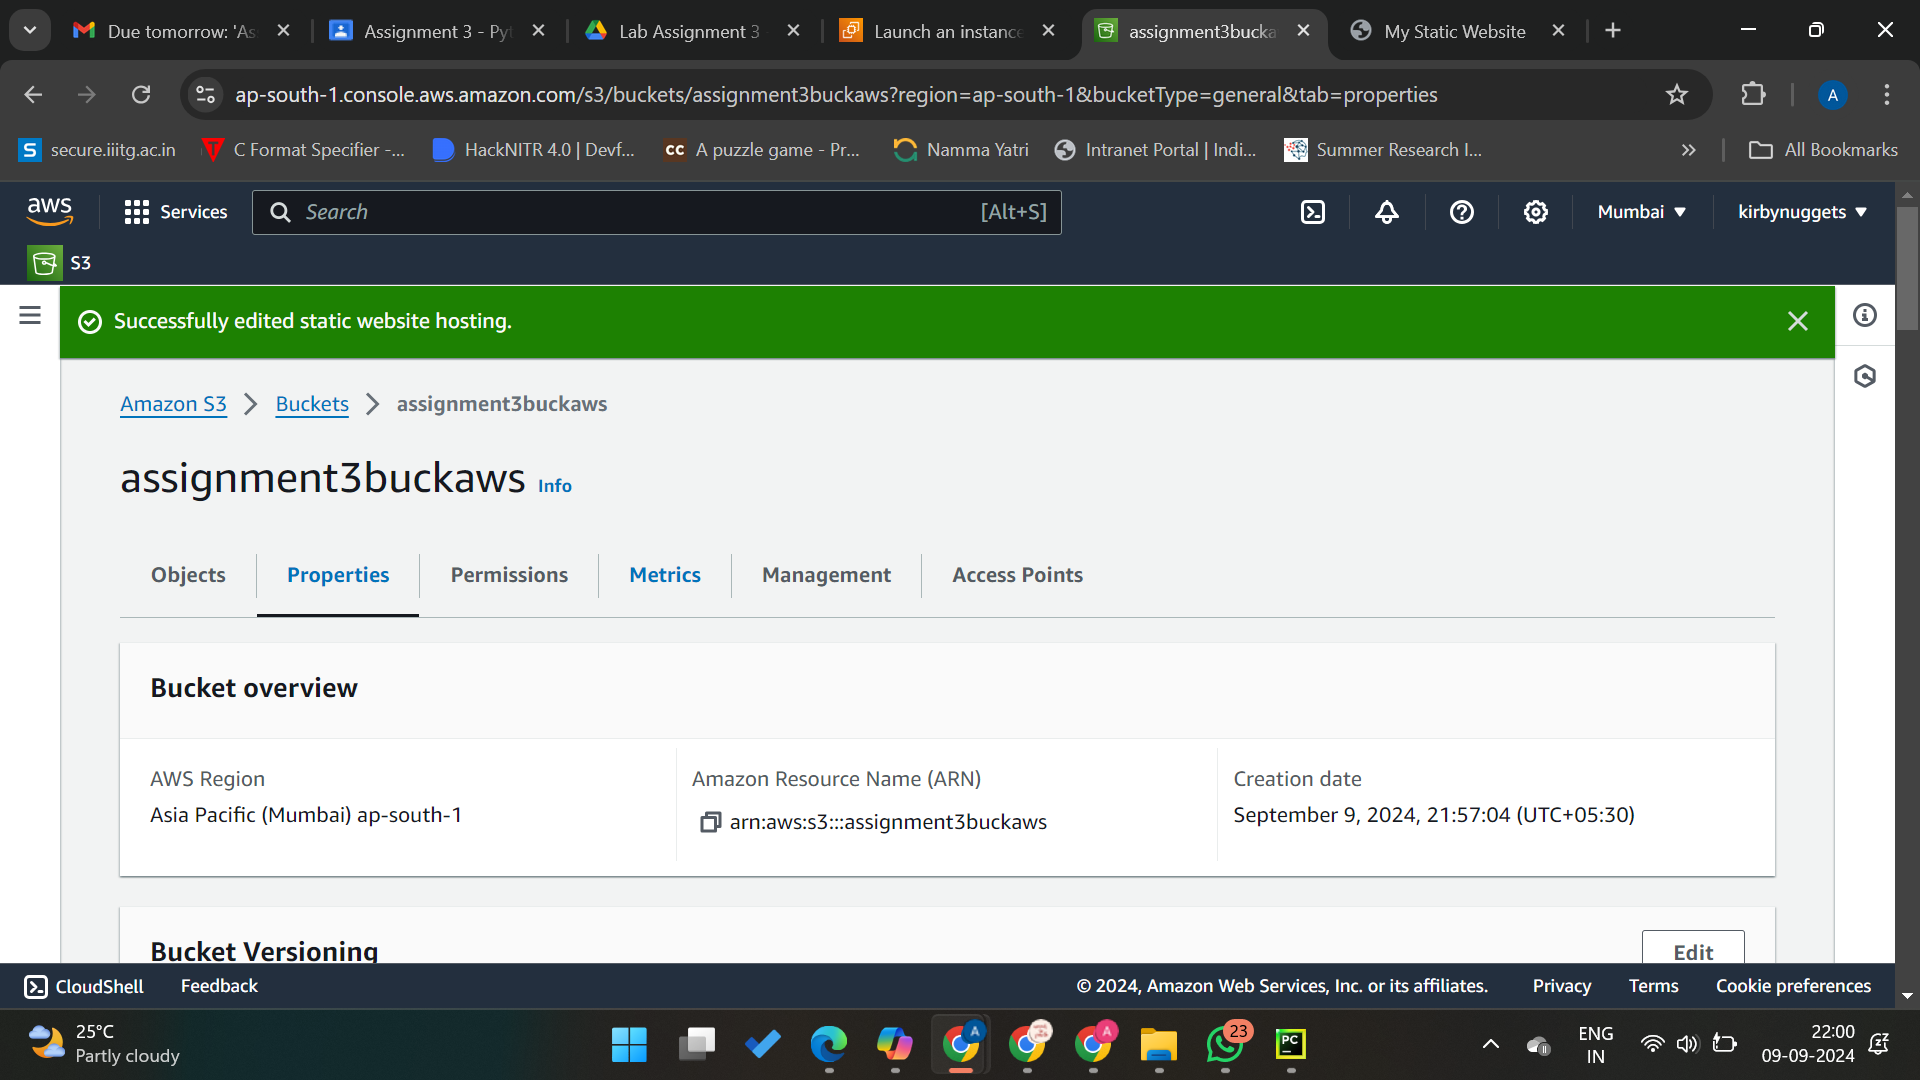 Due tomorrow: 'As
Assignment 3 - Pyt
Lab Assignment 3
Launch an instance
assignment3bucka
My Static Website
ap-south-1.console.aws.amazon.com/s3/buckets/assignment3buckaws?region=ap-south-1&bucketType=general&tab=properties
A
S
secure.iiitg.ac.in
C Format Specifier -...
HackNITR 4.0 | Devf...
CC
A puzzle game - Pr...
Namma Yatri
Intranet Portal | Indi...
Summer Research I...
All Bookmarks
aws
Services
Search
[Alt+S]
Mumbai
kirbynuggets
S3
Successfully edited static website hosting.
Amazon S3
Buckets
assignment3buckaws
assignment3buckaws Info
Objects
Properties
Permissions
Metrics
Management
Access Points
Bucket overview
AWS Region
Asia Pacific (Mumbai) ap-south-1
Amazon Resource Name (ARN)
arn:aws:s3:::assignment3buckaws
Creation date
September 9, 2024, 21:57:04 (UTC+05:30)
Bucket Versioning
Edit
CloudShell
Feedback
© 2024, Amazon Web Services, Inc. or its affiliates.
Privacy
Terms
Cookie preferences
25°C
Partly cloudy
A
A
23
PC
ENG
IN
22:00
09-09-2024